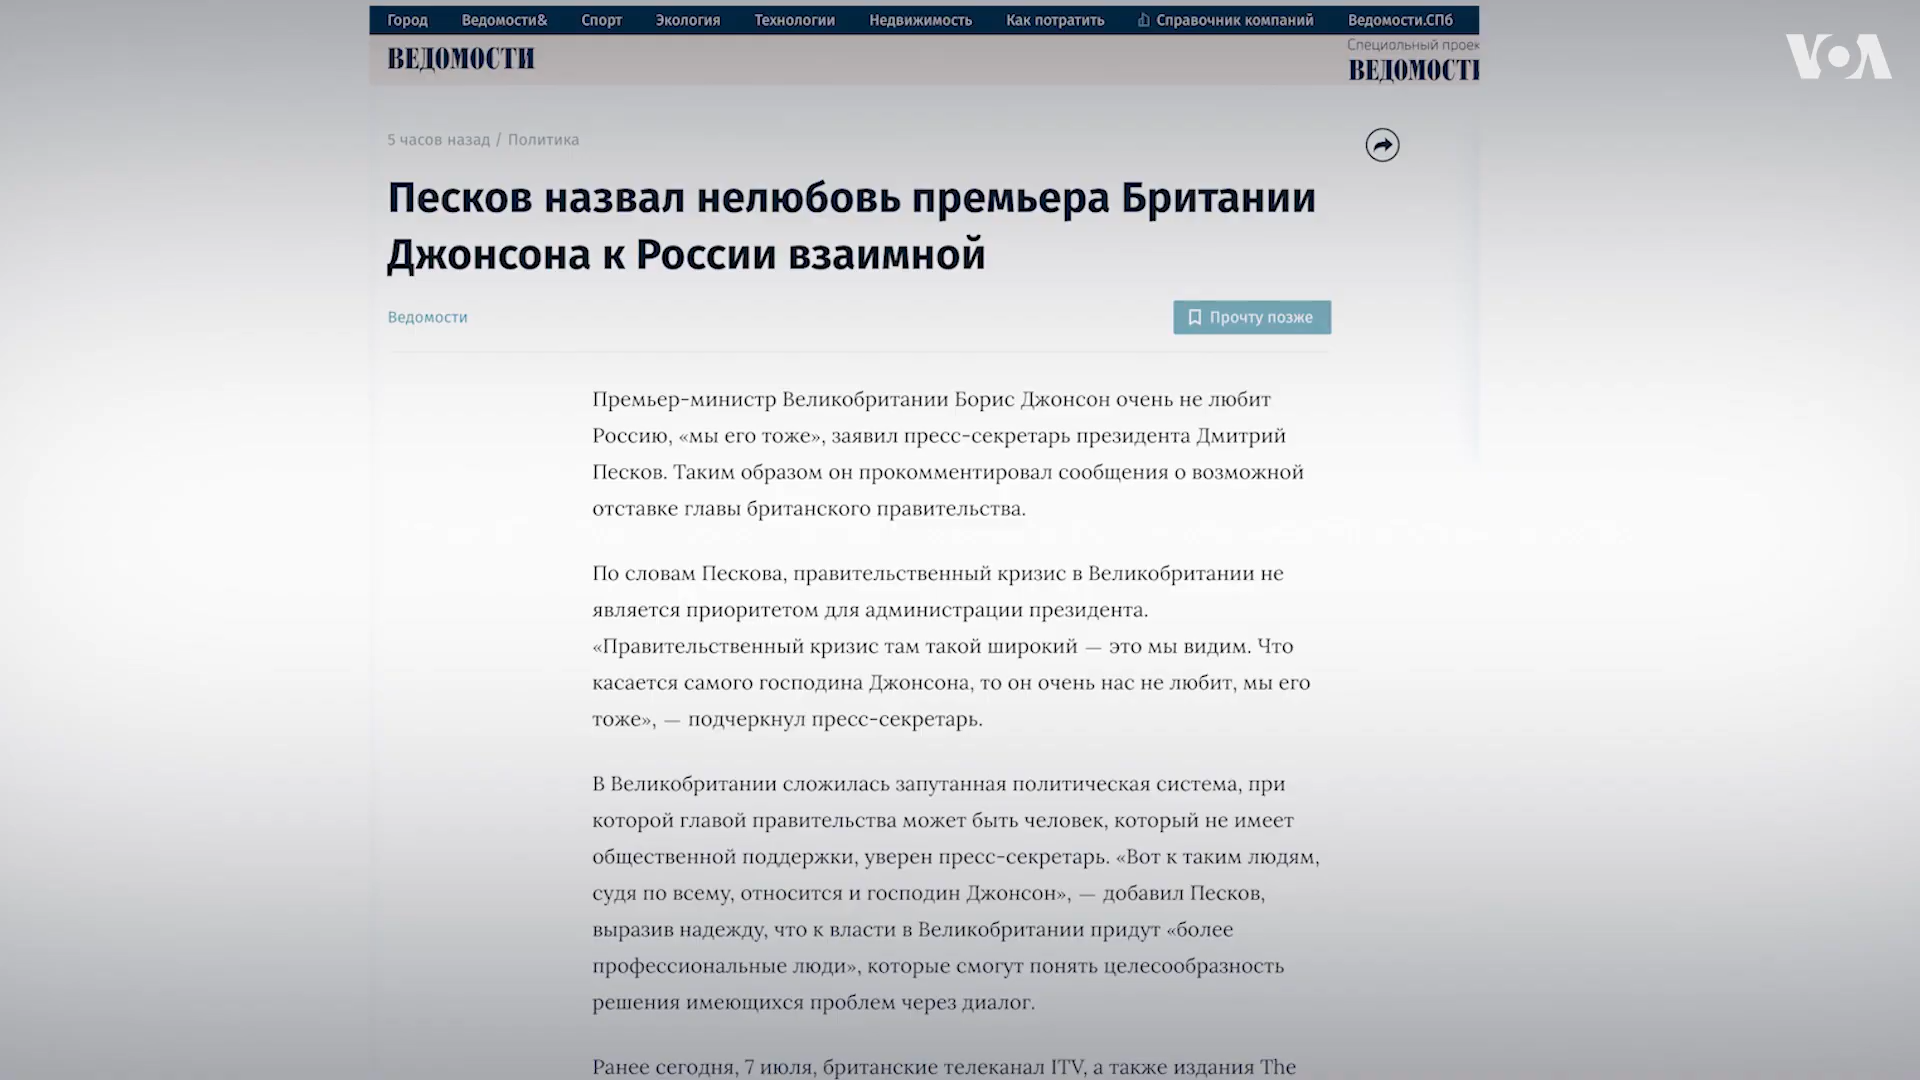 Город Ведомости& Спорт Экология Технологии Недвижимость Как потратить Справочник компаний Ведомости.СПб
ВЕДОМОСТИ
Специальный проек
ВЕДОМОСТИ
VOA
5 часов назад / Политика
Песков назвал нелюбовь премьера Британии
Джонсона к России взаимной
Ведомости
Прочту позже
Премьер-министр Великобритании Борис Джонсон очень не любит
Россию, «мы его тоже», заявил пресс-секретарь президента Дмитрий
Песков. Таким образом он прокомментировал сообщения о возможной
отставке главы британского правительства.
По словам Пескова, правительственный кризис в Великобритании не
является приоритетом для администрации президента.
«Правительственный кризис там такой широкий — это мы видим. Что
касается самого господина Джонсона, то он очень нас не любит, мы его
тоже», — подчеркнул пресс-секретарь.
В Великобритании сложилась запутанная политическая система, при
которой главой правительства может быть человек, который не имеет
общественной поддержки, уверен пресс-секретарь. «Вот к таким людям,
судя по всему, относится и господин Джонсон», — добавил Песков,
выразив надежду, что к власти в Великобритании придут «более
профессиональные люди», которые смогут понять целесообразность
решения имеющихся проблем через диалог.
Ранее сегодня, 7 июля, британские телеканал ITV, а также издания The